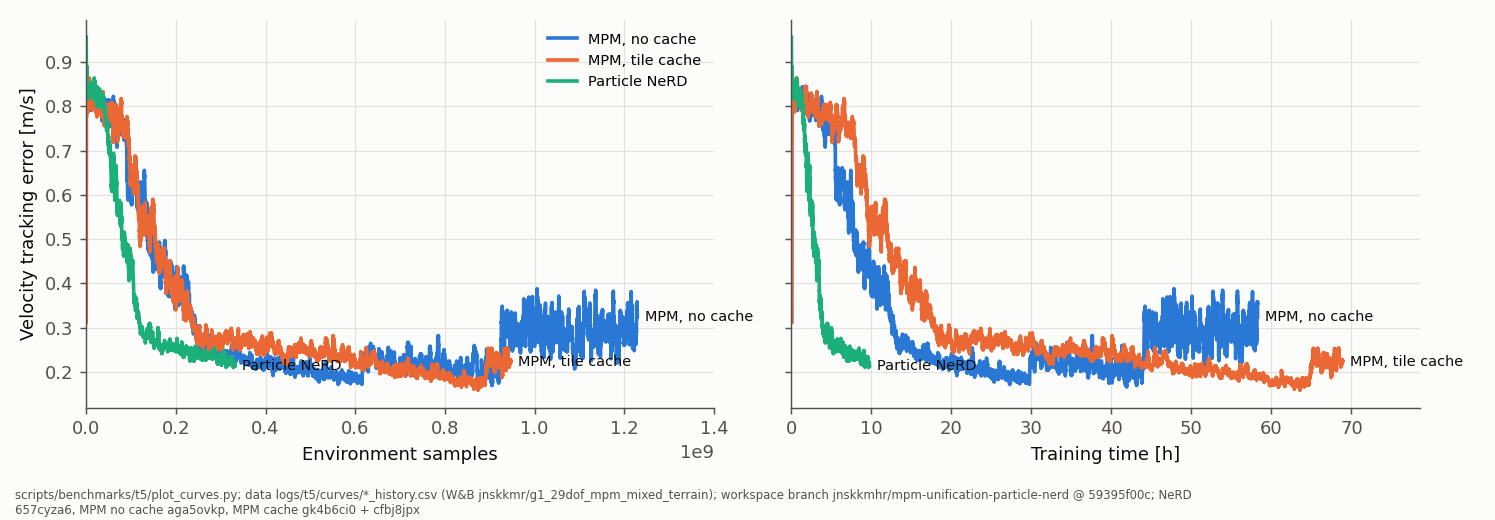 MPM, no cache
MPM, tile cache
Particle NeRD
Velocity tracking error [m/s]
0.9
0.8
0.7
0.6
0.5
0.4
0.3
0.2
MPM, no cache
MPM, tile cache
Particle NeRD
0.0 0.2 0.4 0.6 0.8 1.0 1.2 1.4
1e9
Environment samples
MPM, no cache
MPM, tile cache
Particle NeRD
0 10 20 30 40 50 60 70
Training time [h]
scripts/benchmarks/t5/plot_curves.py; data logs/t5/curves/*_history.csv (W&B jnskkmr/g1_29dof_mpm_mixed_terrain); workspace branch jnskkmhr/mpm-unification-particle-nerd @ 59395f00c; NeRD
657cyza6, MPM no cache aga5ovkp, MPM cache gk4b6ci0 + cfbj8jpx